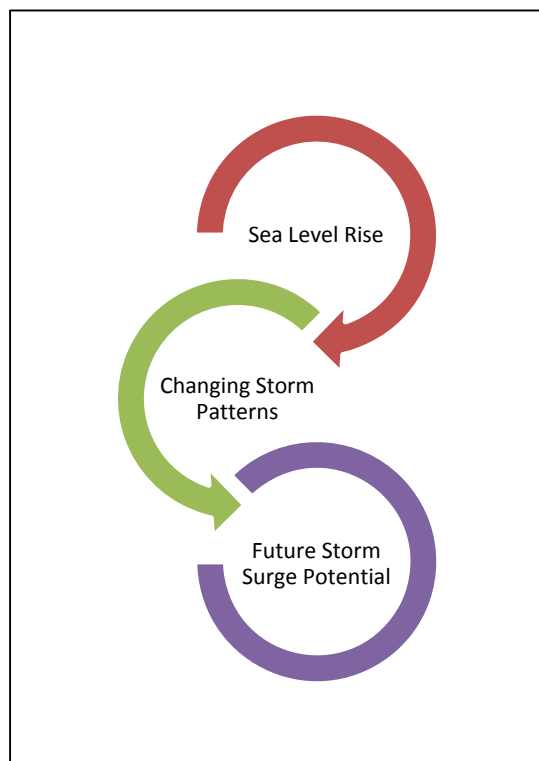 Sea Level Rise
Changing Storm
Patterns
Future Storm
Surge Potential